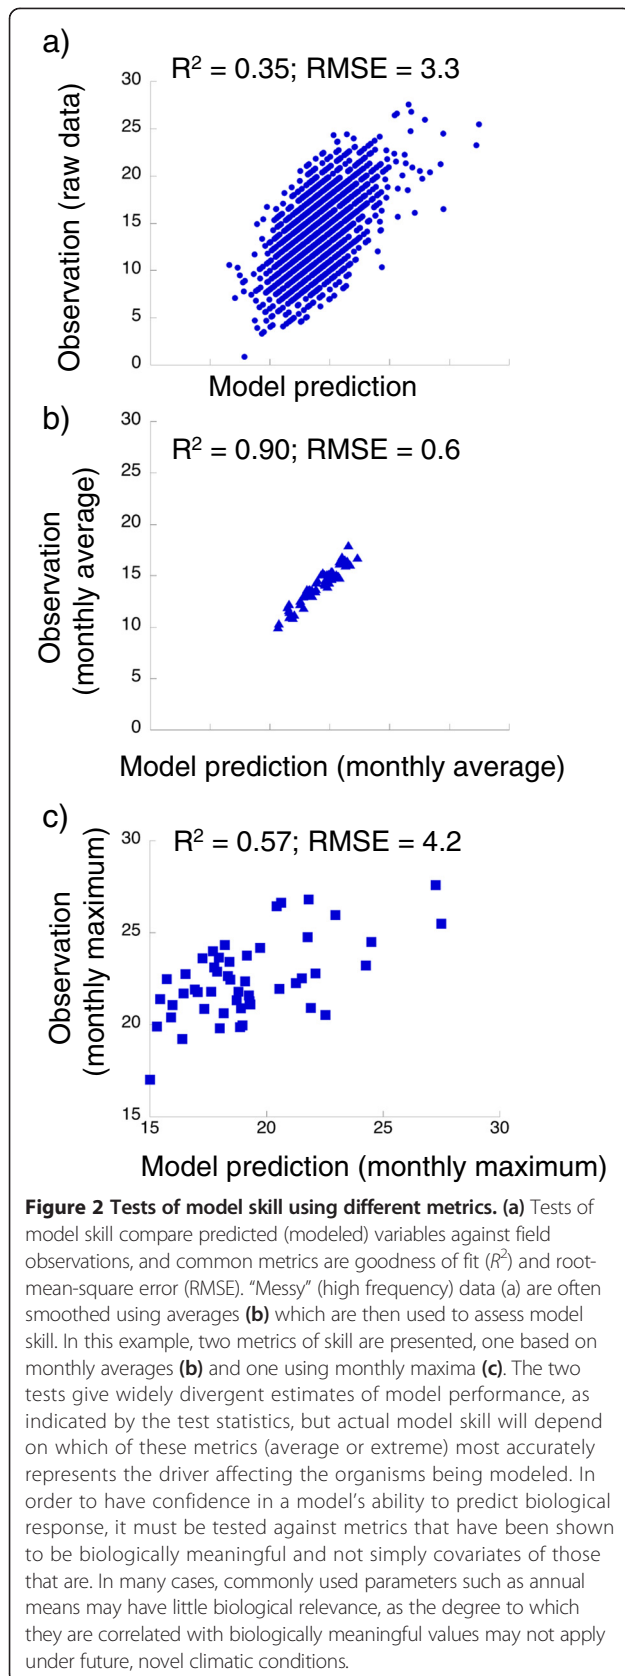 a)
R² = 0.35; RMSE = 3.3
Observation (raw data)
30
25
20
15
10
5
0
Model prediction
b)
R² = 0.90; RMSE = 0.6
Observation
(monthly average)
30
25
20
15
10
5
0
Model prediction (monthly average)
c)
R² = 0.57; RMSE = 4.2
Observation
(monthly maximum)
30
25
20
15
15
20
25
30
Model prediction (monthly maximum)
Figure 2 Tests of model skill using different metrics. (a) Tests of
model skill compare predicted (modeled) variables against field
observations, and common metrics are goodness of fit (R²) and root-
mean-square error (RMSE). “Messy” (high frequency) data (a) are often
smoothed using averages (b) which are then used to assess model
skill. In this example, two metrics of skill are presented, one based on
monthly averages (b) and one using monthly maxima (c). The two
tests give widely divergent estimates of model performance, as
indicated by the test statistics, but actual model skill will depend
on which of these metrics (average or extreme) most accurately
represents the driver affecting the organisms being modeled. In
order to have confidence in a model’s ability to predict biological
response, it must be tested against metrics that have been shown
to be biologically meaningful and not simply covariates of those
that are. In many cases, commonly used parameters such as annual
means may have little biological relevance, as the degree to which
they are correlated with biologically meaningful values may not apply
under future, novel climatic conditions.